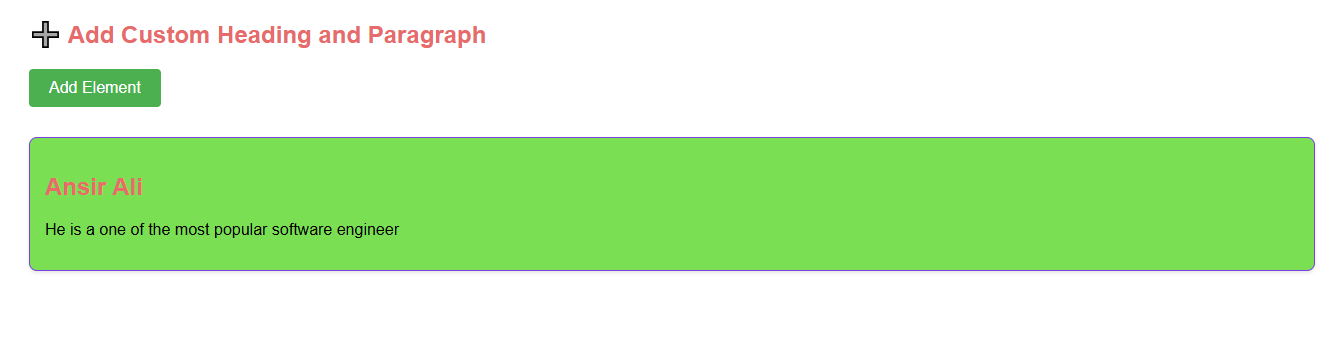 ➕ Add Custom Heading and Paragraph
Add Element
Ansir Ali
He is a one of the most popular software engineer